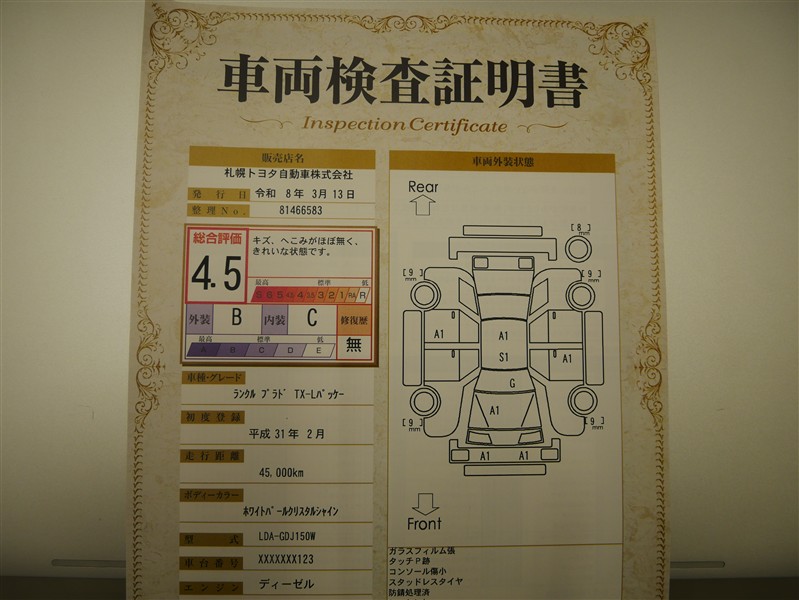 車両検査証明書
Inspection Certificate
販売店名
札幌トヨタ自動車株式会社
発行日 令和 8年 3月13日
整理No. 81466583
総合評価
4.5
キズ、へこみがほぼ無く、
きれいな状態です。
最高 標準 低
S 6 5 4.5 4 3.5 3 2 1 RA R
外装 B 内装 C 修復歴
無
最高 標準 低
A B C D E
車種・グレード
ランクル プラド TX-Lパッケー
初度登録
平成31年 2月
走行距離
45,000km
ボディーカラー
ホワイトパールクリスタルシャイン
型式 LDA-GDJ150W
車台番号 XXXXXXX123
エンジン ディーゼル
車両外装状態
Rear
[8]
mm
[9]
mm
[9]
mm
A1
A1
S1
A1
G
A1
[9]
mm
[9]
mm
A1 A1
Front
ガラスフィルム張
タッチP跡
コンソール傷小
スタッドレスタイヤ
防錆処理済